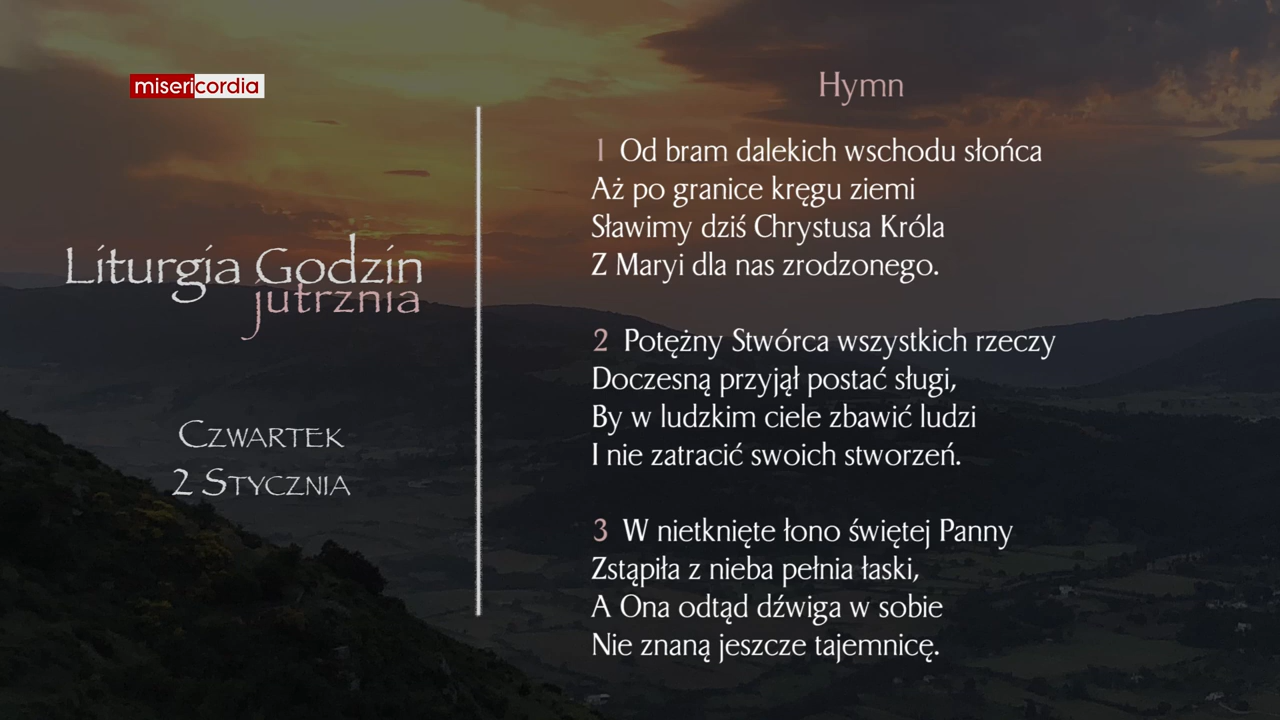 misericordia
Liturgia Godzin
jutrznia
Czwartek
2 Stycznia
Hymn
1 Od bram dalekich wschodu słońca
Aż po granice kręgu ziemi
Sławimy dziś Chrystusa Króla
Z Maryi dla nas zrodzonego.
2 Potężny Stwórca wszystkich rzeczy
Doczesną przyjął postać sługi,
By w ludzkim ciele zbawić ludzi
I nie zatracić swoich stworzeń.
3 W nietknięte łono świętej Panny
Zstąpiła z nieba pełnia łaski,
A Ona odtąd dźwiga w sobie
Nie znaną jeszcze tajemnicę.